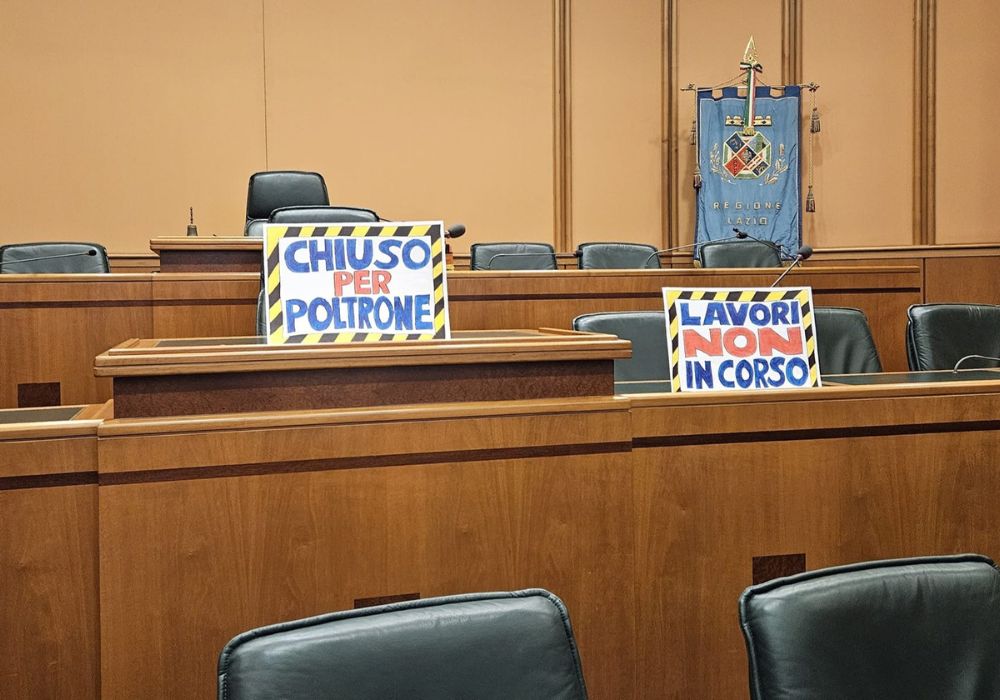 CHIUSO
PER
POLTRONE
LAVORI
NON
IN CORSO
REGIONE
LAZIO